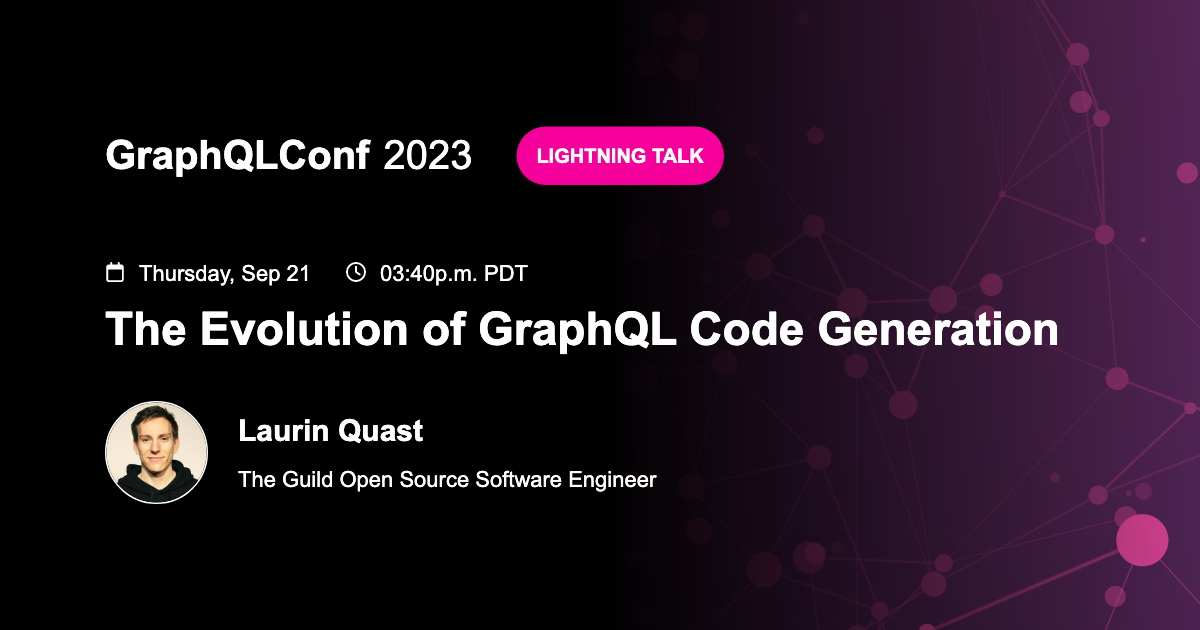 GraphQLConf 2023
LIGHTNING TALK
Thursday, Sep 21 03:40p.m. PDT
The Evolution of GraphQL Code Generation
Laurin Quast
The Guild Open Source Software Engineer